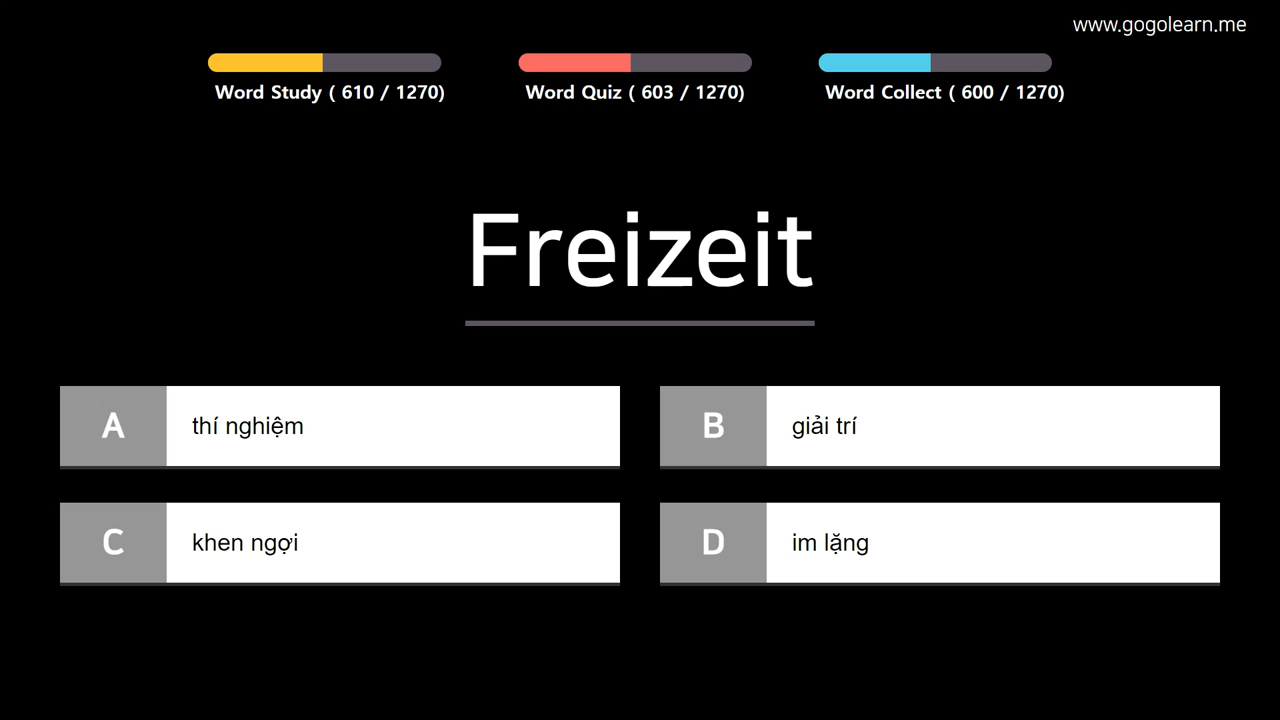 www.gogolearn.me
Word Study ( 610 / 1270)
Word Quiz ( 603 / 1270)
Word Collect ( 600 / 1270)
Freizeit
A thí nghiệm
B giải trí
C khen ngợi
D im lặng